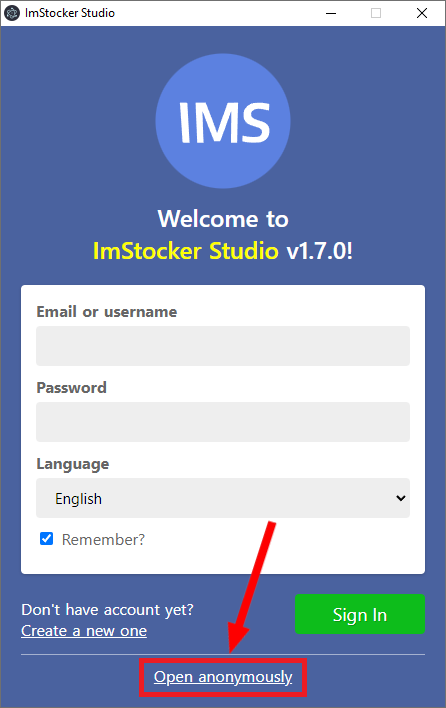 ImStocker Studio
IMS
Welcome to
ImStocker Studio v1.7.0!
Email or username
Password
Language
English
Remember?
Don't have account yet?
Create a new one
Sign In
Open anonymously